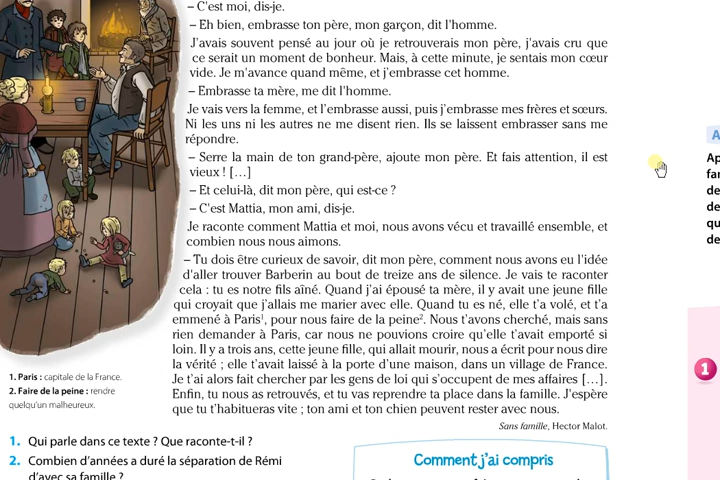 – C'est moi, dis-je.
– Eh bien, embrasse ton père, mon garçon, dit l'homme.
J'avais souvent pensé au jour où je retrouverais mon père, j'avais cru que
ce serait un moment de bonheur. Mais, à cette minute, je sentais mon cœur
vide. Je m'avance quand même, et j'embrasse cet homme.
– Embrasse ta mère, me dit l'homme.
Je vais vers la femme, et l'embrasse aussi, puis j'embrasse mes frères et sœurs.
Ni les uns ni les autres ne me disent rien. Ils se laissent embrasser sans me
répondre.
– Serre la main de ton grand-père, ajoute mon père. Et fais attention, il est
vieux ! [...]
– Et celui-là, dit mon père, qui est-ce ?
– C'est Mattia, mon ami, dis-je.
Je raconte comment Mattia et moi, nous avons vécu et travaillé ensemble, et
combien nous nous aimons.
– Tu dois être curieux de savoir, dit mon père, comment nous avons eu l'idée
d'aller trouver Barberin au bout de treize ans de silence. Je vais te raconter
cela : tu es notre fils aîné. Quand j'ai épousé ta mère, il y avait une jeune fille
qui croyait que j'allais me marier avec elle. Quand tu es né, elle t'a volé, et t'a
emmené à Paris¹, pour nous faire de la peine². Nous t'avons cherché, mais sans
rien demander à Paris, car nous ne pouvions croire qu'elle t'avait emporté si
loin. Il y a trois ans, cette jeune fille, qui allait mourir, nous a écrit pour nous dire
la vérité ; elle t'avait laissé à la porte d'une maison, dans un village de France.
Je t'ai alors fait chercher par les gens de loi qui s'occupent de mes affaires [...].
Enfin, tu nous as retrouvés, et tu vas reprendre ta place dans la famille. J'espère
que tu t'habitueras vite ; ton ami et ton chien peuvent rester avec nous.
Sans famille, Hector Malot.
1. Paris : capitale de la France.
2. Faire de la peine : rendre
quelqu'un malheureux.
1. Qui parle dans ce texte ? Que raconte-t-il ?
2. Combien d'années a duré la séparation de Rémi
d'avec sa famille ?
Comment j'ai compris
A
Ap
fan
de
de
qu
de
1